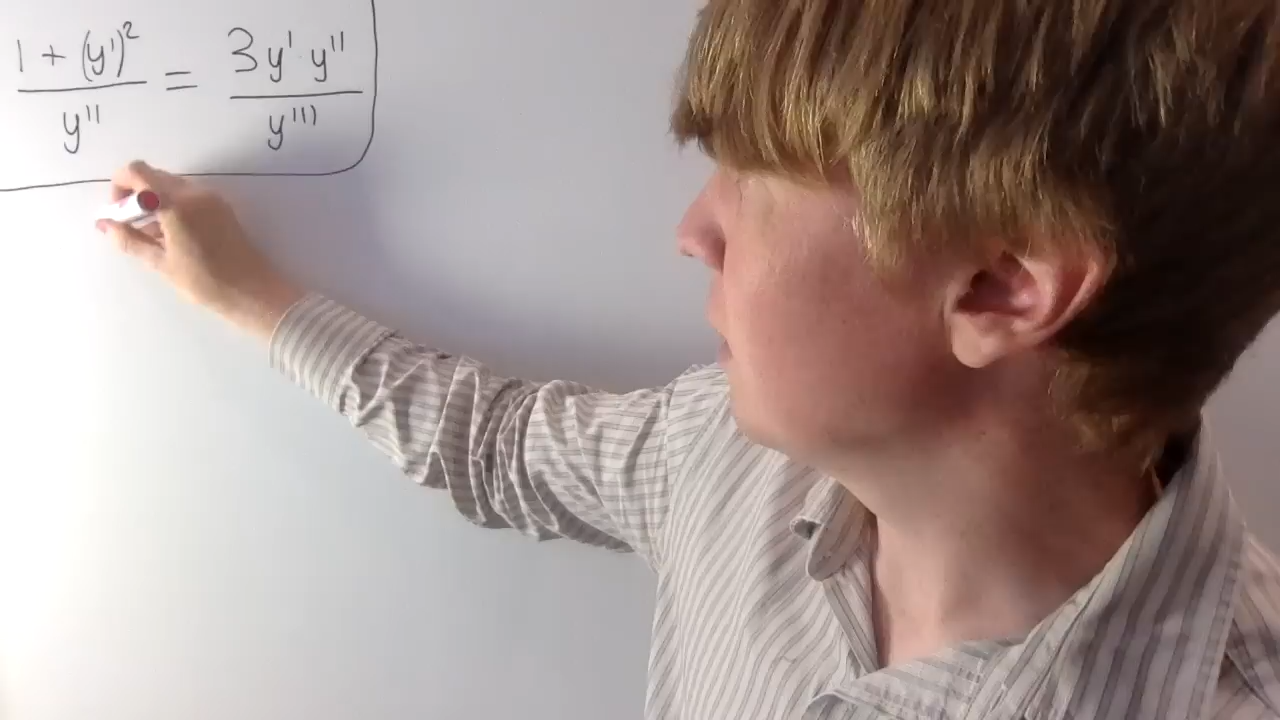 1 + (y')² / y'' = 3y' · y'' / y'''